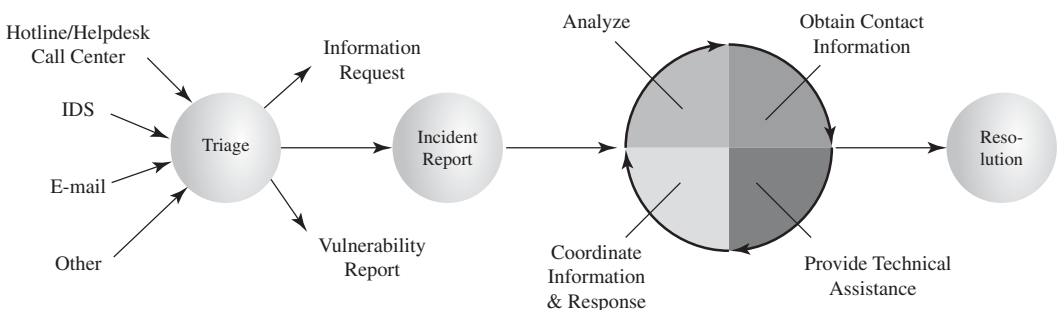 Hotline/Helpdesk
Call Center
IDS
E-mail
Other
Triage
Information
Request
Vulnerability
Report
Incident
Report
Analyze
Obtain Contact
Information
Coordinate
Information
& Response
Provide Technical
Assistance
Reso-
lution